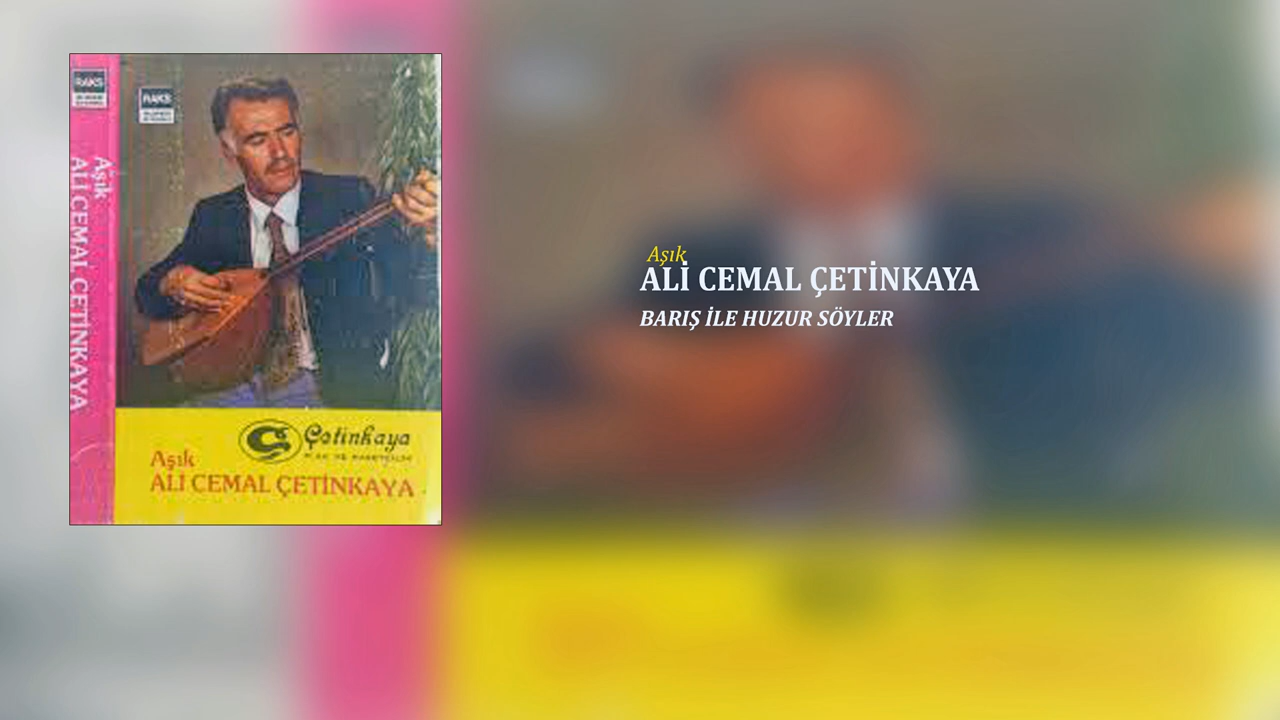 RAKS
RAKS
Aşık
ALİ CEMAL ÇETİNKAYA
Çetinkaya
Aşık
ALİ CEMAL ÇETİNKAYA
Aşık
ALİ CEMAL ÇETİNKAYA
BARIŞ İLE HUZUR SÖYLER